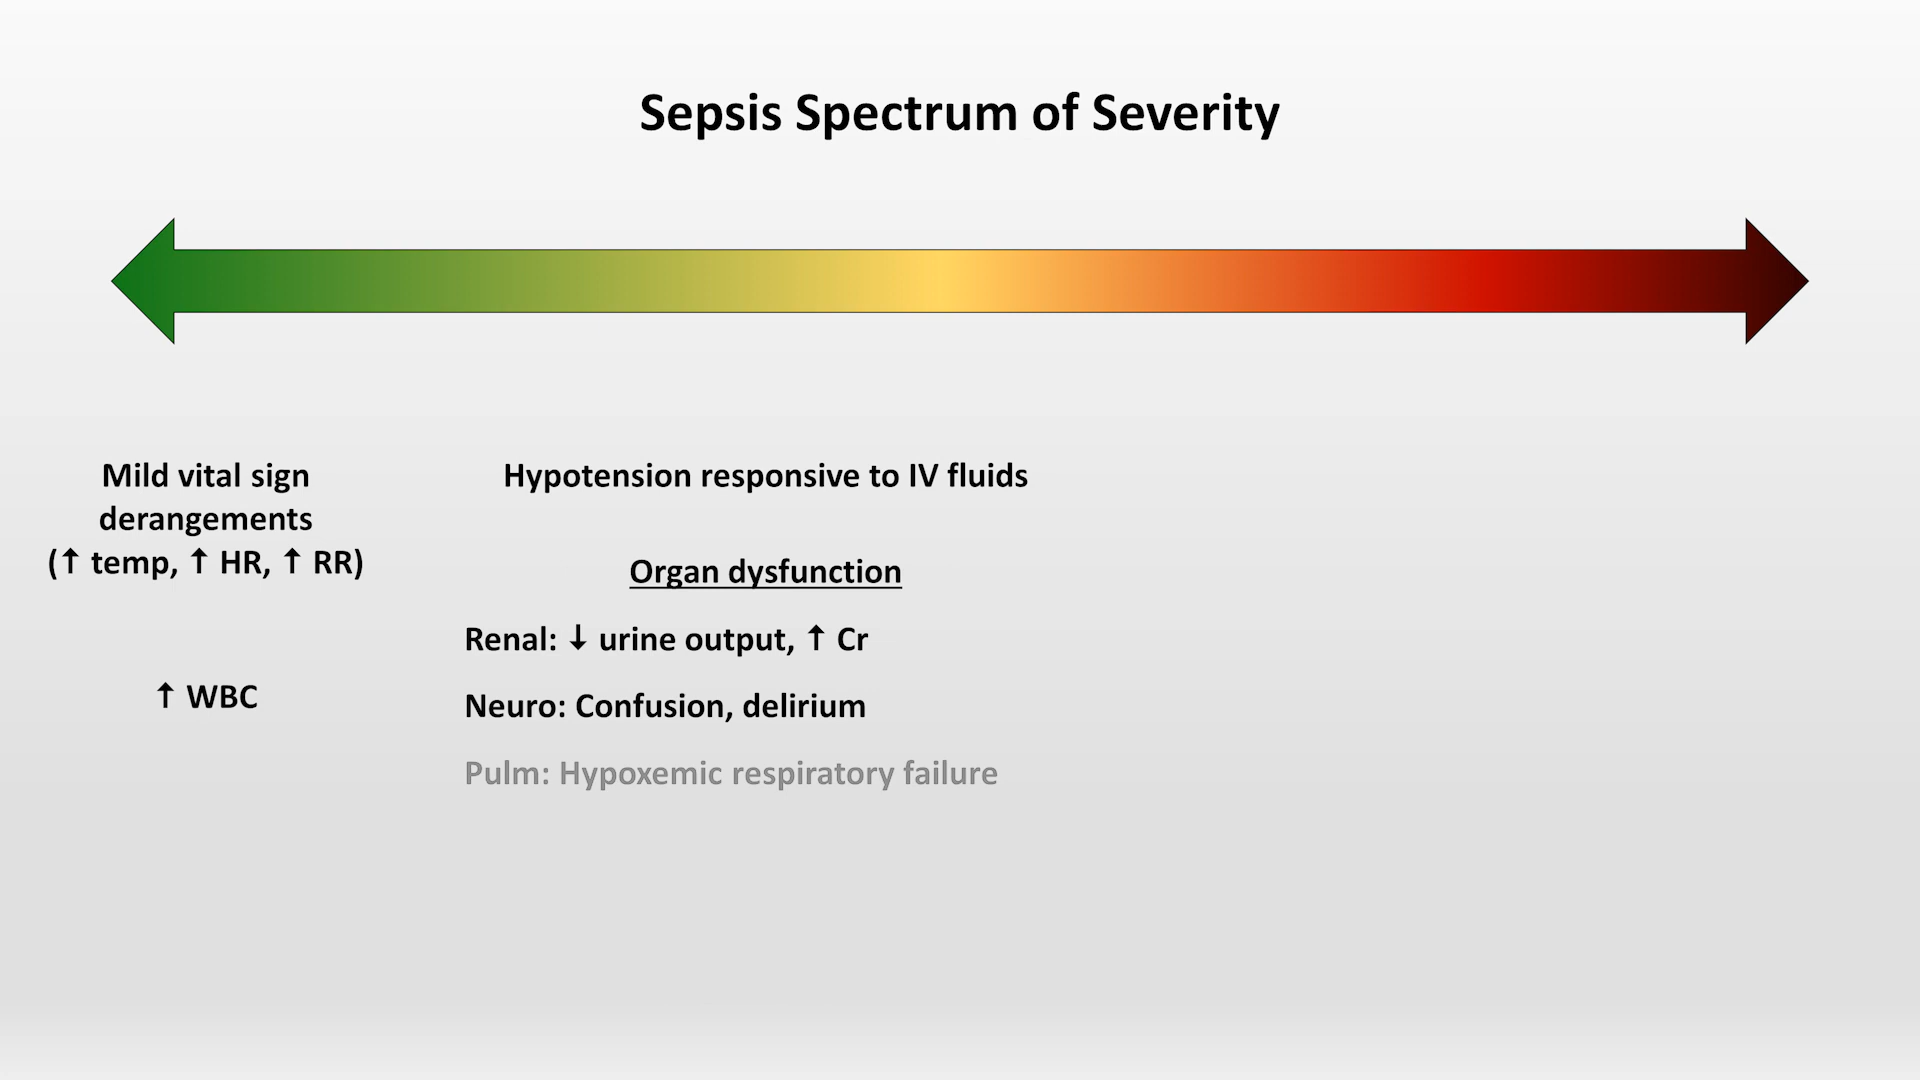 Sepsis Spectrum of Severity
Mild vital sign
derangements
(↑ temp, ↑ HR, ↑ RR)
↑ WBC
Hypotension responsive to IV fluids
Organ dysfunction
Renal: ↓ urine output, ↑ Cr
Neuro: Confusion, delirium
Pulm: Hypoxemic respiratory failure